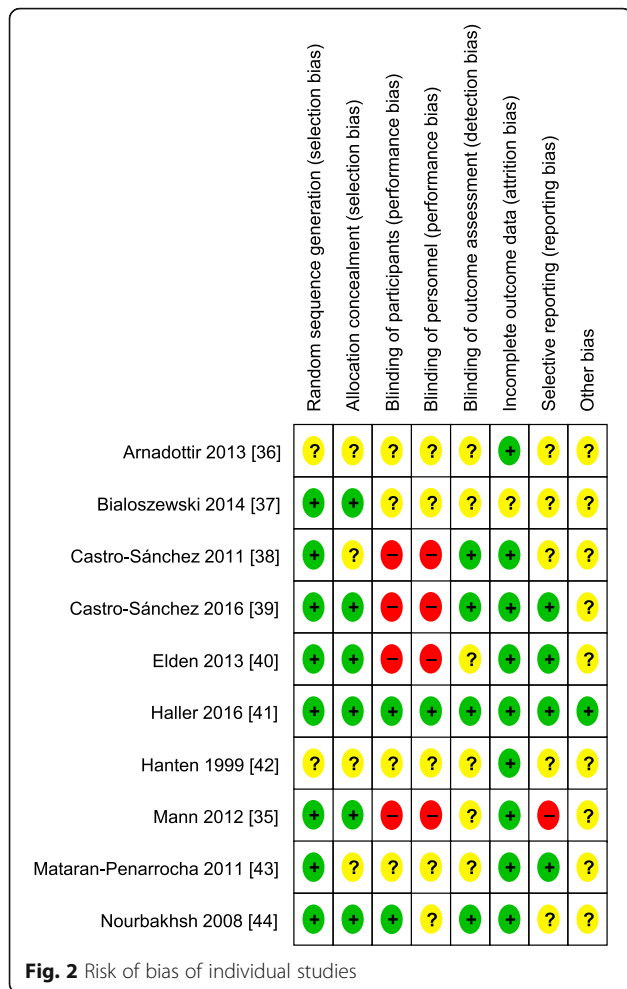 Random sequence generation (selection bias)
Allocation concealment (selection bias)
Blinding of participants (performance bias)
Blinding of personnel (performance bias)
Blinding of outcome assessment (detection bias)
Incomplete outcome data (attrition bias)
Selective reporting (reporting bias)
Other bias
Arnadottir 2013 [36] ? ? ? ? ? + ? ?
Bialoszewski 2014 [37] + + ? ? ? ? ? ?
Castro-Sánchez 2011 [38] + ? – – + + ? ?
Castro-Sánchez 2016 [39] + + – – + + + ?
Elden 2013 [40] + + – – ? + + ?
Haller 2016 [41] + + + + + + + +
Hanten 1999 [42] ? ? ? ? ? + ? ?
Mann 2012 [35] + + – – ? + – ?
Mataran-Penarrocha 2011 [43] + ? ? ? ? + + ?
Nourbakhsh 2008 [44] + + + ? + + ? ?
Fig. 2 Risk of bias of individual studies